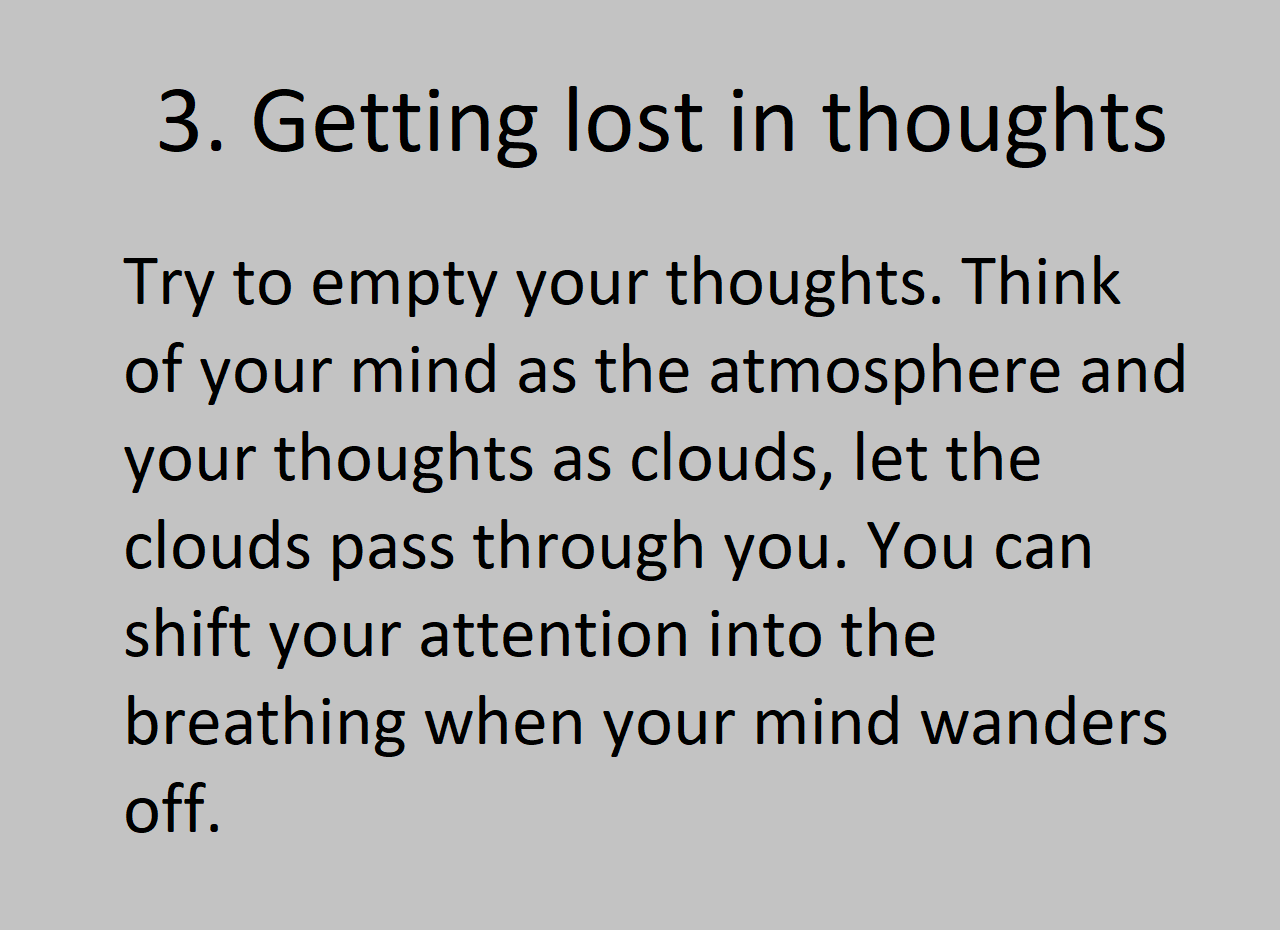 3. Getting lost in thoughts
Try to empty your thoughts. Think
of your mind as the atmosphere and
your thoughts as clouds, let the
clouds pass through you. You can
shift your attention into the
breathing when your mind wanders
off.